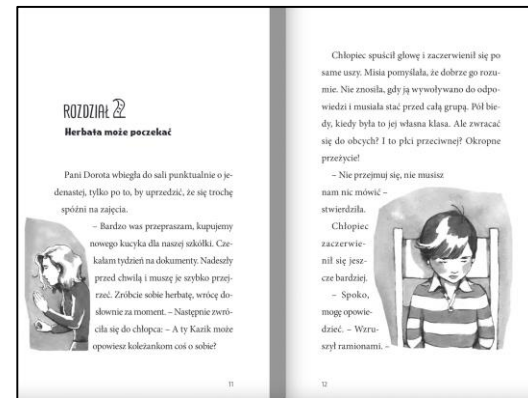 ROZDZIAŁ 2
Herbata może poczekać
Pani Dorota wbiegła do sali punktualnie o je-
denastej, tylko po to, by uprzedzić, że się trochę
spóźni na zajęcia.
– Bardzo was przepraszam, kupujemy
nowego kucyka dla naszej szkółki. Cze-
kałam tydzień na dokumenty. Nadeszły
przed chwilą i muszę je szybko przej-
rzeć. Zróbcie sobie herbatę, wrócę do-
słownie za moment. – Następnie zwró-
ciła się do chłopca: – A ty Kazik może
opowiesz koleżankom coś o sobie?
11
Chłopiec spuścił głowę i zaczerwienił się po
same uszy. Misia pomyślała, że dobrze go rozu-
mie. Nie znosiła, gdy ją wywoływano do odpo-
wiedzi i musiała stać przed całą grupą. Pół bie-
dy, kiedy była to jej własna klasa. Ale zwracać
się do obcych? I to płci przeciwnej? Okropne
przeżycie!
– Nie przejmuj się, nie musisz
nam nic mówić –
stwierdziła.
Chłopiec
zaczerwie-
nił się jesz-
cze bardziej.
– Spoko,
mogę opowie-
dzieć. – Wzru-
szył ramionami. –
12